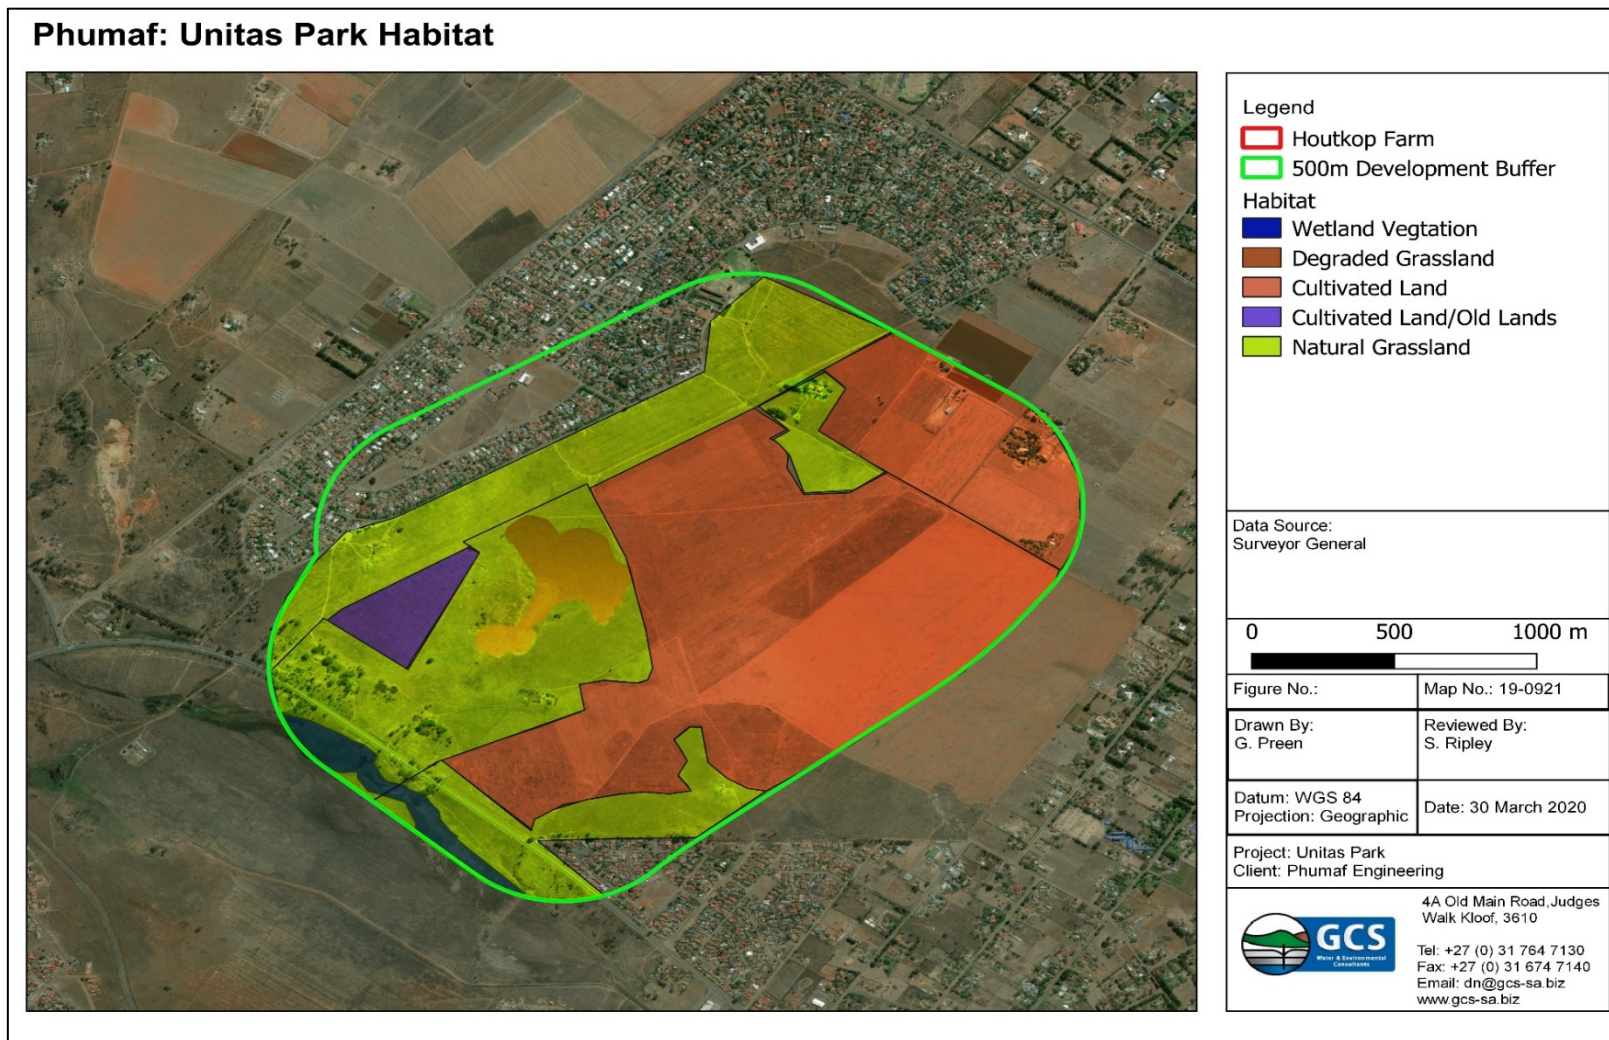 Phumaf: Unitas Park Habitat
Legend
Houtkop Farm
500m Development Buffer
Habitat
Wetland Vegtation
Degraded Grassland
Cultivated Land
Cultivated Land/Old Lands
Natural Grassland
Data Source:
Surveyor General
0 500 1000 m
Figure No.:
Map No.: 19-0921
Drawn By:
G. Preen
Reviewed By:
S. Ripley
Datum: WGS 84
Projection: Geographic
Date: 30 March 2020
Project: Unitas Park
Client: Phumaf Engineering
GCS
Water & Environmental
Consultants
4A Old Main Road,Judges
Walk Kloof, 3610
Tel: +27 (0) 31 764 7130
Fax: +27 (0) 31 674 7140
Email: dn@gcs-sa.biz
www.gcs-sa.biz